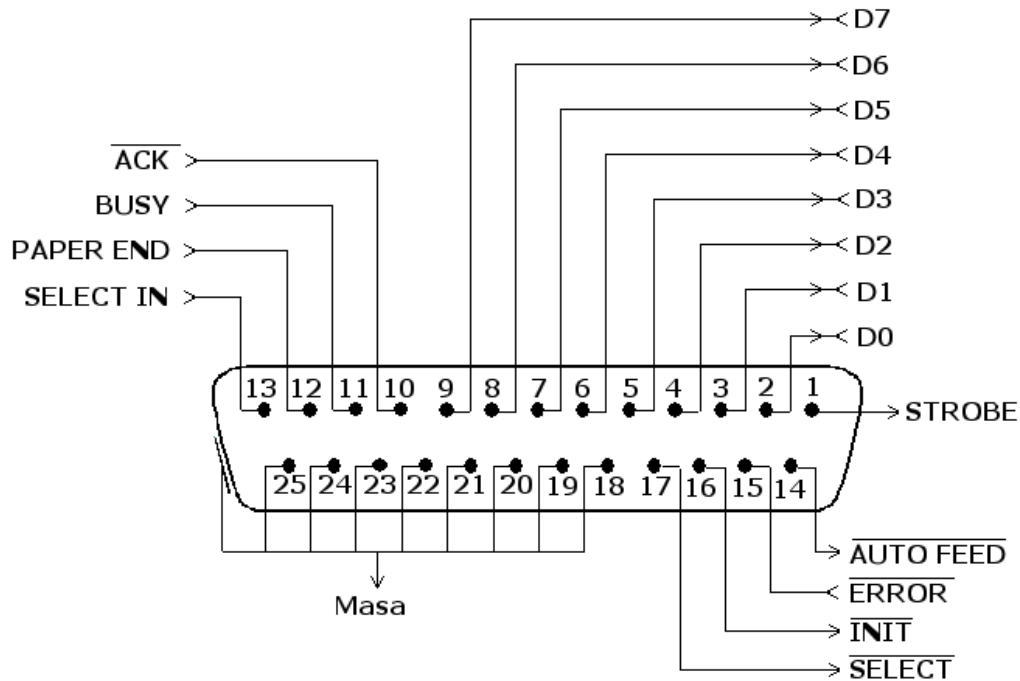 D7
D6
D5
ACK
D4
BUSY
D3
PAPER END
D2
SELECT IN
D1
D0
13 12 11 10 9 8 7 6 5 4 3 2 1
STROBE
25 24 23 22 21 20 19 18 17 16 15 14
AUTO FEED
Masa
ERROR
INIT
SELECT